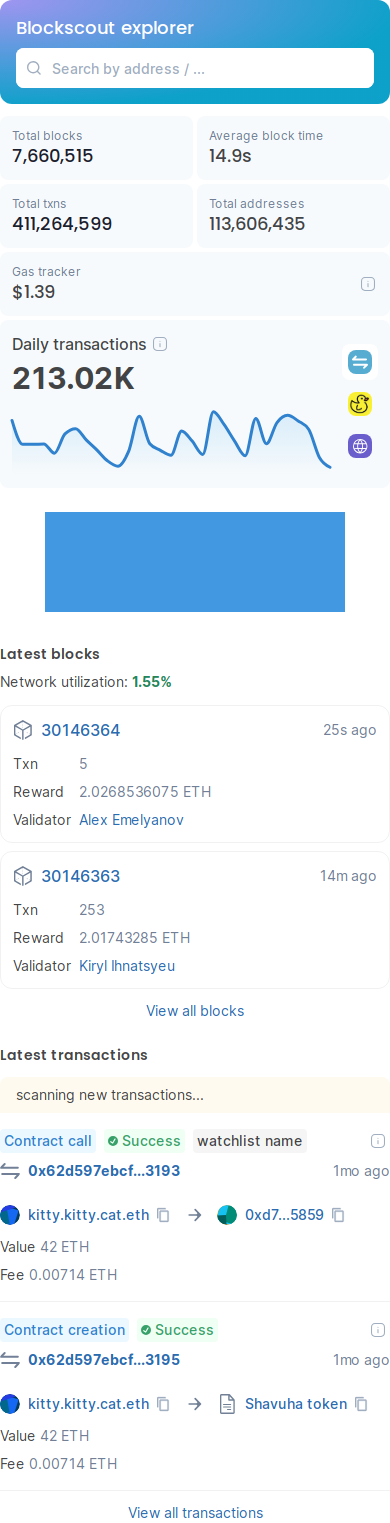 Blockscout explorer
Search by address / ...
Total blocks
7,660,515
Average block time
14.9s
Total txns
411,264,599
Total addresses
113,606,435
Gas tracker
$1.39
Daily transactions
213.02K
Latest blocks
Network utilization: 1.55%
30146364 25s ago
Txn 5
Reward 2.0268536075 ETH
Validator Alex Emelyanov
30146363 14m ago
Txn 253
Reward 2.01743285 ETH
Validator Kiryl Ihnatsyeu
View all blocks
Latest transactions
scanning new transactions...
Contract call Success watchlist name
0x62d597ebcf...3193 1mo ago
kitty.kitty.cat.eth → 0xd7...5859
Value 42 ETH
Fee 0.00714 ETH
Contract creation Success
0x62d597ebcf...3195 1mo ago
kitty.kitty.cat.eth → Shavuha token
Value 42 ETH
Fee 0.00714 ETH
View all transactions